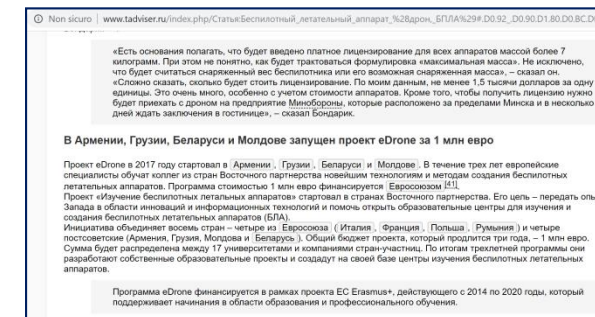 Non sicuro | www.tadviser.ru/index.php/Статья:Беспилотный_летательный_аппарат_%28дрон,_БПЛА%29#.D0.92_.D0.90.D1.80.D0.BC.D0
«Есть основания полагать, что будет введено платное лицензирование для всех аппаратов массой более 7
килограмм. При этом не понятно, как будет трактоваться формулировка «максимальная масса». Не исключено,
что будет считаться снаряженный вес беспилотника или его возможная снаряженная масса», – сказал он.
«Сложно сказать, сколько будет стоить лицензирование. По моим данным, не менее 1,5 тысячи долларов за одну
единицу. Это очень много, особенно с учетом стоимости аппаратов. Кроме того, чтобы получить лицензию нужно
будет приехать с дроном на предприятие Минобороны, которые расположено за пределами Минска и в несколько
дней ждать заключения в гостинице», – сказал Бондарик.
В Армении, Грузии, Беларуси и Молдове запущен проект eDrone за 1 млн евро
Проект eDrone в 2017 году стартовал в Армении, Грузии, Беларуси и Молдове. В течение трех лет европейские
специалисты обучат коллег из стран Восточного партнерства новейшим технологиям и методам создания беспилотных
летательных аппаратов. Программа стоимостью 1 млн евро финансируется Евросоюзом [41].
Проект «Изучение беспилотных летальных аппаратов» стартовал в странах Восточного партнерства. Его цель – передать опы
Запада в области инноваций и информационных технологий и помочь открыть образовательные центры для изучения и
создания беспилотных летательных аппаратов (БЛА).
Инициатива объединяет восемь стран – четыре из Евросоюза (Италия, Франция, Польша, Румыния) и четыре
постсоветские (Армения, Грузия, Молдова и Беларусь). Общий бюджет проекта, который продлится три года, – 1 млн евро.
Сумма будет распределена между 17 университетами и компаниями стран-участниц. По итогам трехлетней программы они
разработают собственные образовательные проекты и создадут на своей базе центры изучения беспилотных летательных
аппаратов.
Программа eDrone финансируется в рамках проекта ЕС Erasmus+, действующего с 2014 по 2020 годы, который
поддерживает начинания в области образования и профессионального обучения.